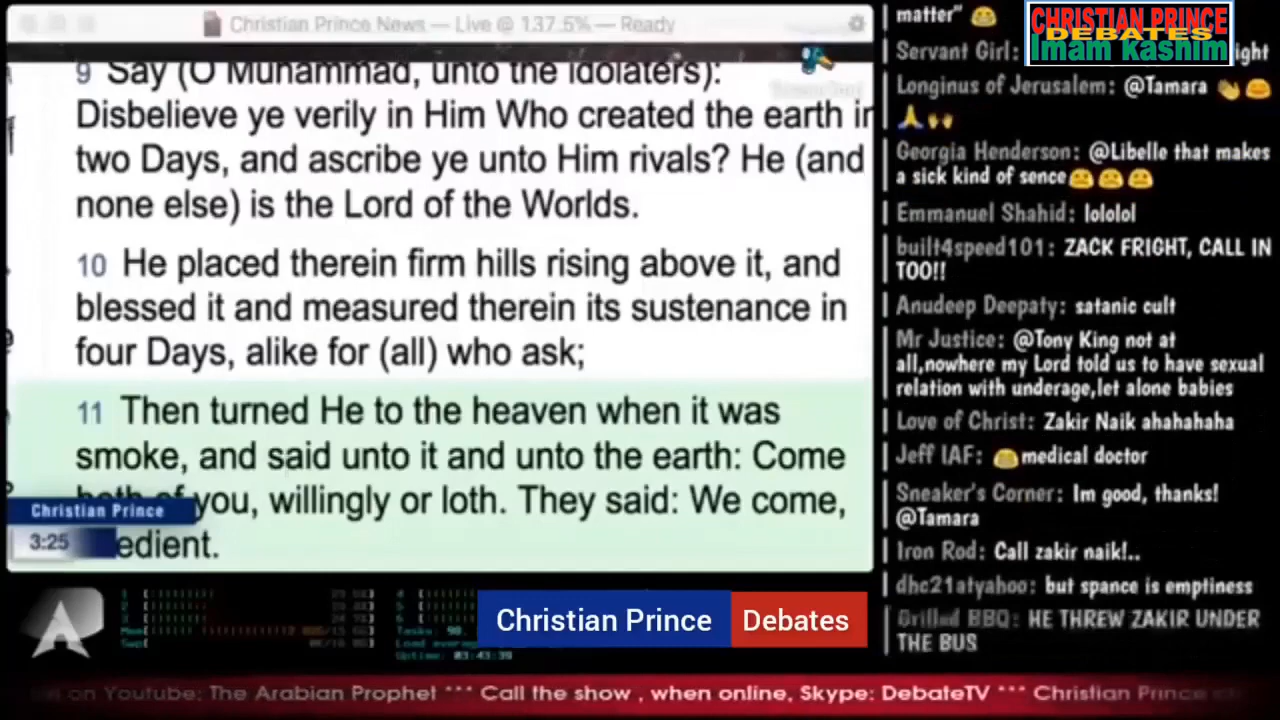 Christian Prince News — Live @ 137.5% — Ready
9 Say (O Muhammad, unto the idolaters):
Disbelieve ye verily in Him Who created the earth in
two Days, and ascribe ye unto Him rivals? He (and
none else) is the Lord of the Worlds.
10 He placed therein firm hills rising above it, and
blessed it and measured therein its sustenance in
four Days, alike for (all) who ask;
11 Then turned He to the heaven when it was
smoke, and said unto it and unto the earth: Come
both of you, willingly or loth. They said: We come,
edient.
Christian Prince
3:25
Christian Prince Debates
Uptime: 03:43:39
on Youtube: The Arabian Prophet *** Call the show , when online, Skype: DebateTV *** Christian Prince
CHRISTIAN PRINCE
DEBATES
Imam kashim
matter" 😂
Servant Girl: ight
Longinus of Jerusalem: @Tamara 👏😊
🙏🙌
Georgia Henderson: @Libelle that makes
a sick kind of sence😕😕😕
Emmanuel Shahid: lololol
built4speed101: ZACK FRIGHT, CALL IN
TOO!!
Anudeep Deepaty: satanic cult
Mr Justice: @Tony King not at
all,nowhere my Lord told us to have sexual
relation with underage,let alone babies
Love of Christ: Zakir Naik ahahahaha
Jeff IAF: 😂medical doctor
Sneaker's Corner: Im good, thanks!
@Tamara
Iron Rod: Call zakir naik!..
dhc21atyahoo: but spance is emptiness
Grilled BBQ: HE THREW ZAKIR UNDER
THE BUS